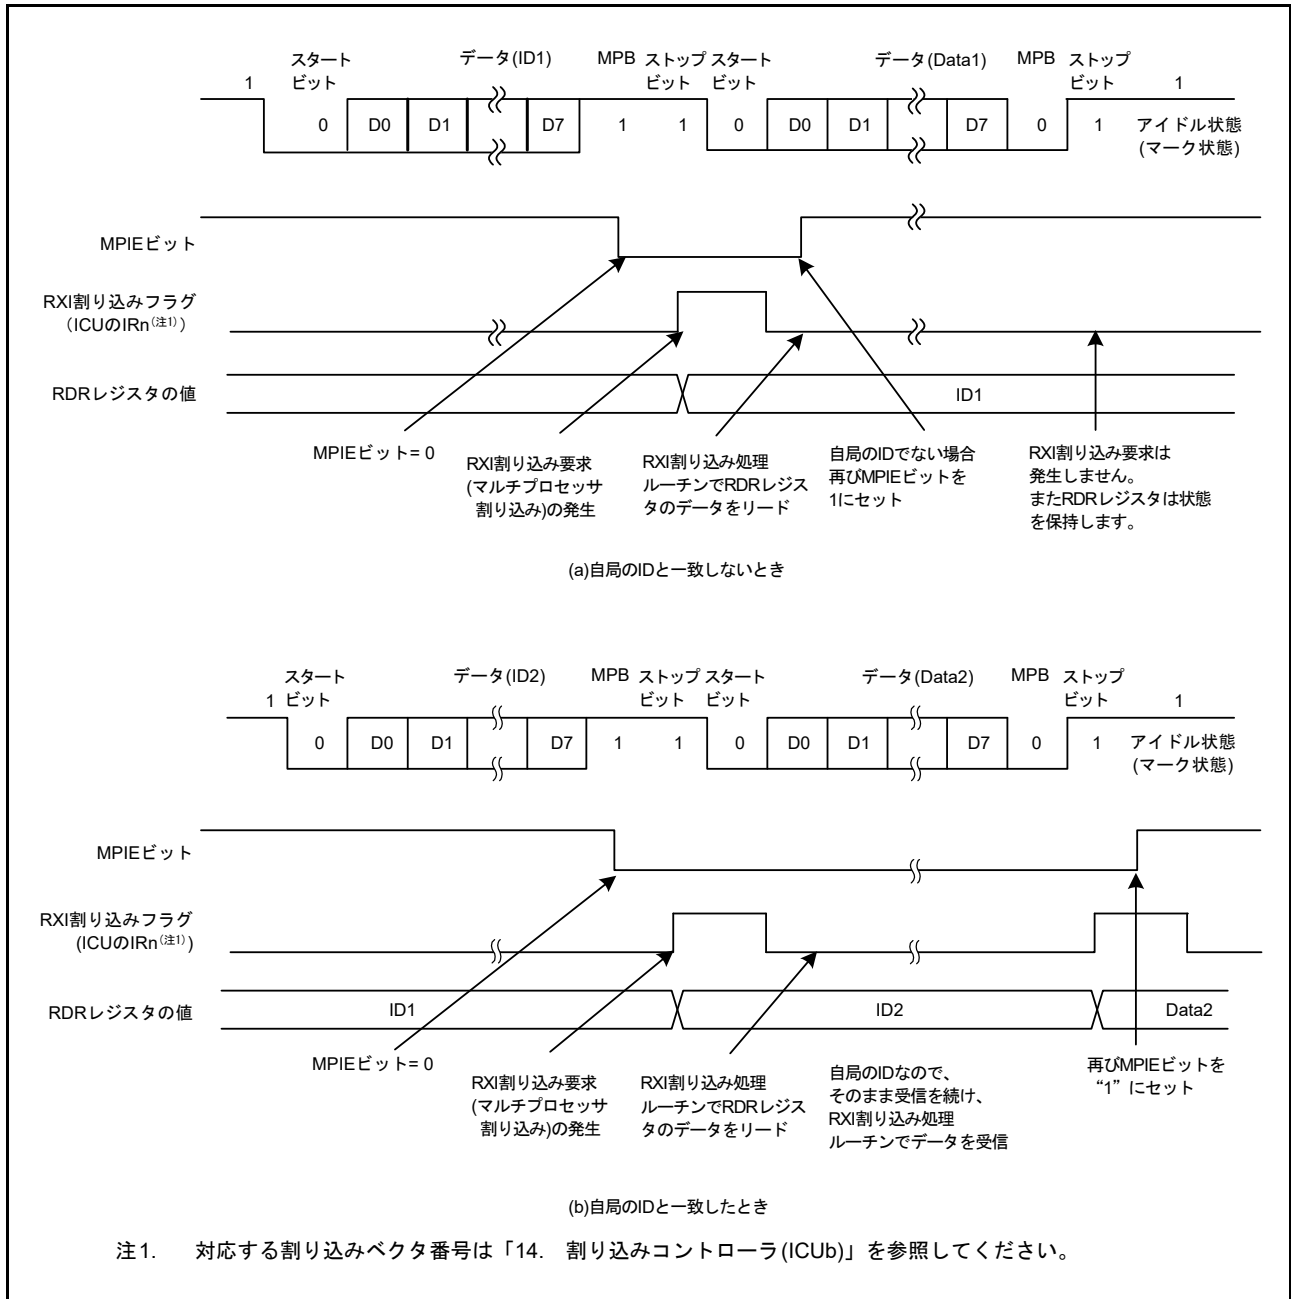 スタート
ビット
データ(ID1)
MPB
ストップ
ビット
スタート
ビット
データ(Data1)
MPB
ストップ
ビット
1
1
0
D0
D1
D7
1
1
0
D0
D1
D7
0
1
アイドル状態
(マーク状態)
MPIEビット
RXI割り込みフラグ
(ICUのIRn(注1))
RDRレジスタの値
ID1
MPIEビット= 0
RXI割り込み要求
(マルチプロセッサ
割り込み)の発生
RXI割り込み処理
ルーチンでRDRレジス
タのデータをリード
自局のIDでない場合
再びMPIEビットを
1にセット
RXI割り込み要求は
発生しません。
またRDRレジスタは状態
を保持します。
(a)自局のIDと一致しないとき
スタート
ビット
データ(ID2)
MPB
ストップ
ビット
スタート
ビット
データ(Data2)
MPB
ストップ
ビット
1
1
0
D0
D1
D7
1
1
0
D0
D1
D7
0
1
アイドル状態
(マーク状態)
MPIEビット
RXI割り込みフラグ
(ICUのIRn(注1))
RDRレジスタの値
ID1
ID2
Data2
MPIEビット= 0
RXI割り込み要求
(マルチプロセッサ
割り込み)の発生
RXI割り込み処理
ルーチンでRDRレジス
タのデータをリード
自局のIDなので、
そのまま受信を続け、
RXI割り込み処理
ルーチンでデータを受信
再びMPIEビットを
“1”にセット
(b)自局のIDと一致したとき
注1. 対応する割り込みベクタ番号は「14. 割り込みコントローラ(ICUb)」を参照してください。